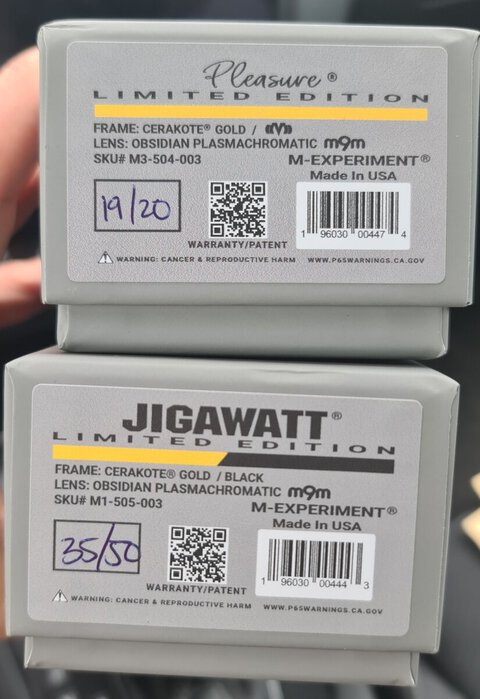 Pleasure®
LIMITED EDITION
FRAME: CERAKOTE® GOLD /
LENS: OBSIDIAN PLASMACHROMATIC m9m
SKU# M3-504-003
M-EXPERIMENT®
Made In USA
19/20
1 96030 00447 4
WARRANTY/PATENT
WARNING: CANCER & REPRODUCTIVE HARM WWW.P65WARNINGS.CA.GOV
JIGAWATT®
LIMITED EDITION
FRAME: CERAKOTE® GOLD / BLACK
LENS: OBSIDIAN PLASMACHROMATIC m9m
SKU# M1-505-003
M-EXPERIMENT®
Made In USA
35/50
1 96030 00444 3
WARRANTY/PATENT
WARNING: CANCER & REPRODUCTIVE HARM WWW.P65WARNINGS.CA.GOV